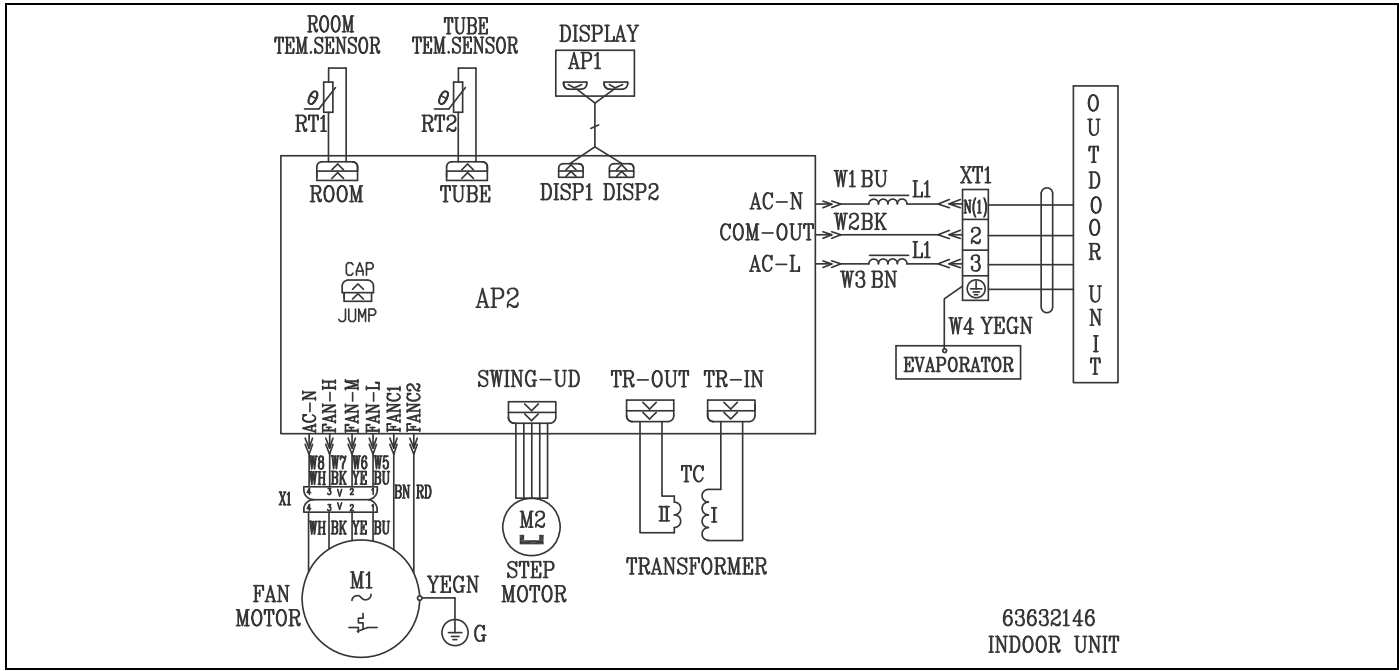 ROOM
TEM.SENSOR
TUBE
TEM.SENSOR
DISPLAY
AP1
θ
RT1
θ
RT2
ROOM
TUBE
DISP1 DISP2
AC-N
COM-OUT
AC-L
W1 BU
L1
W2BK
L1
W3 BN
XT1
N(1)
2
3
OUTDOOR UNIT
W4 YEGN
EVAPORATOR
CAP
JUMP
AP2
SWING-UD
TR-OUT
TR-IN
AC-N
FAN-H
FAN-M
FAN-L
FANC1
FANC2
W8 W7 W6 W5
WH BK YE BU
BN RD
X1
4 3 V 2 1
4 3 V 2 1
WH BK YE BU
M1
FAN
MOTOR
YEGN
G
M2
STEP
MOTOR
TC
II
I
TRANSFORMER
63632146
INDOOR UNIT